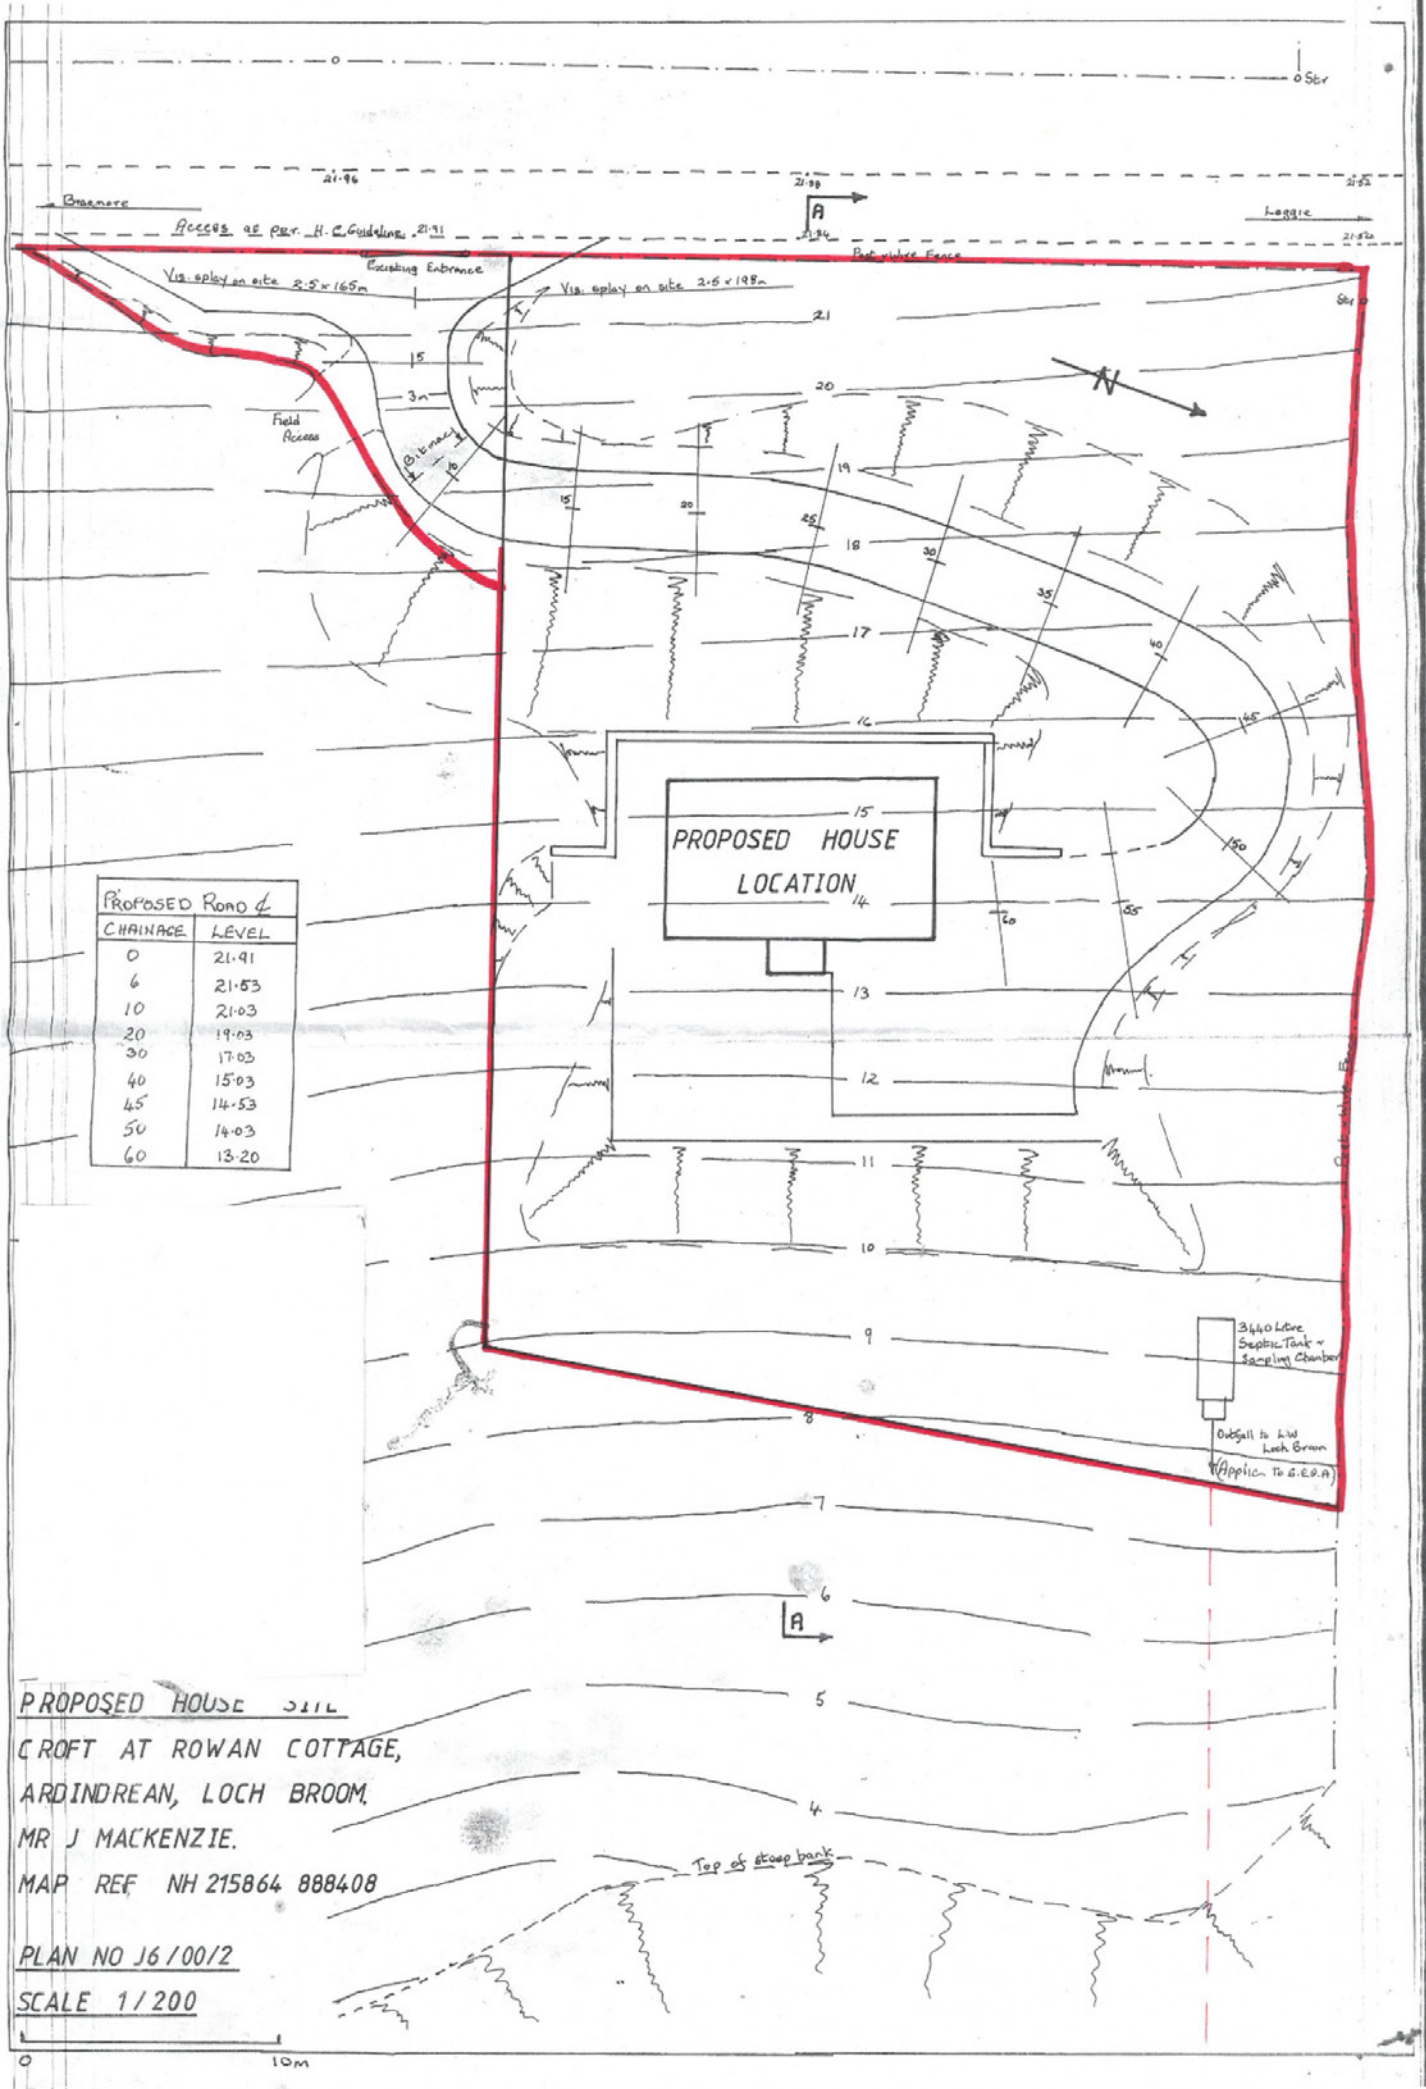 Str
21.96
21.52
Braemore
A
Loggie
Access as per. H.C. Guideline. 21.91
21.52
Existing Entrance
Post & Wire Fence
Vis. splay on site 2.5 x 165m
Vis. splay on site 2.5 x 198m
Str
21
5
20
N
3m
Field
Access
Bitmac
10
19
15
20
25
18
30
35
17
40
16
45
15
PROPOSED HOUSE
LOCATION
50
14
60
55
PROPOSED ROAD ℄
CHAINAGE LEVEL
0 21.91
6 21.53
10 21.03
20 19.03
30 17.03
40 15.03
45 14.53
50 14.03
60 13.20
13
12
Post & Wire
11
10
9
3440 Litre
Septic Tank +
Sampling Chamber
8
Outfall to LW
Loch Broom
(Applic. to S.E.P.A)
7
6
A
5
4
Top of steep bank
PROPOSED HOUSE SITE
CROFT AT ROWAN COTTAGE,
ARDINDREAN, LOCH BROOM.
MR J MACKENZIE.
MAP REF NH 215864 888408
PLAN NO J6/00/2
SCALE 1/200
0 10m